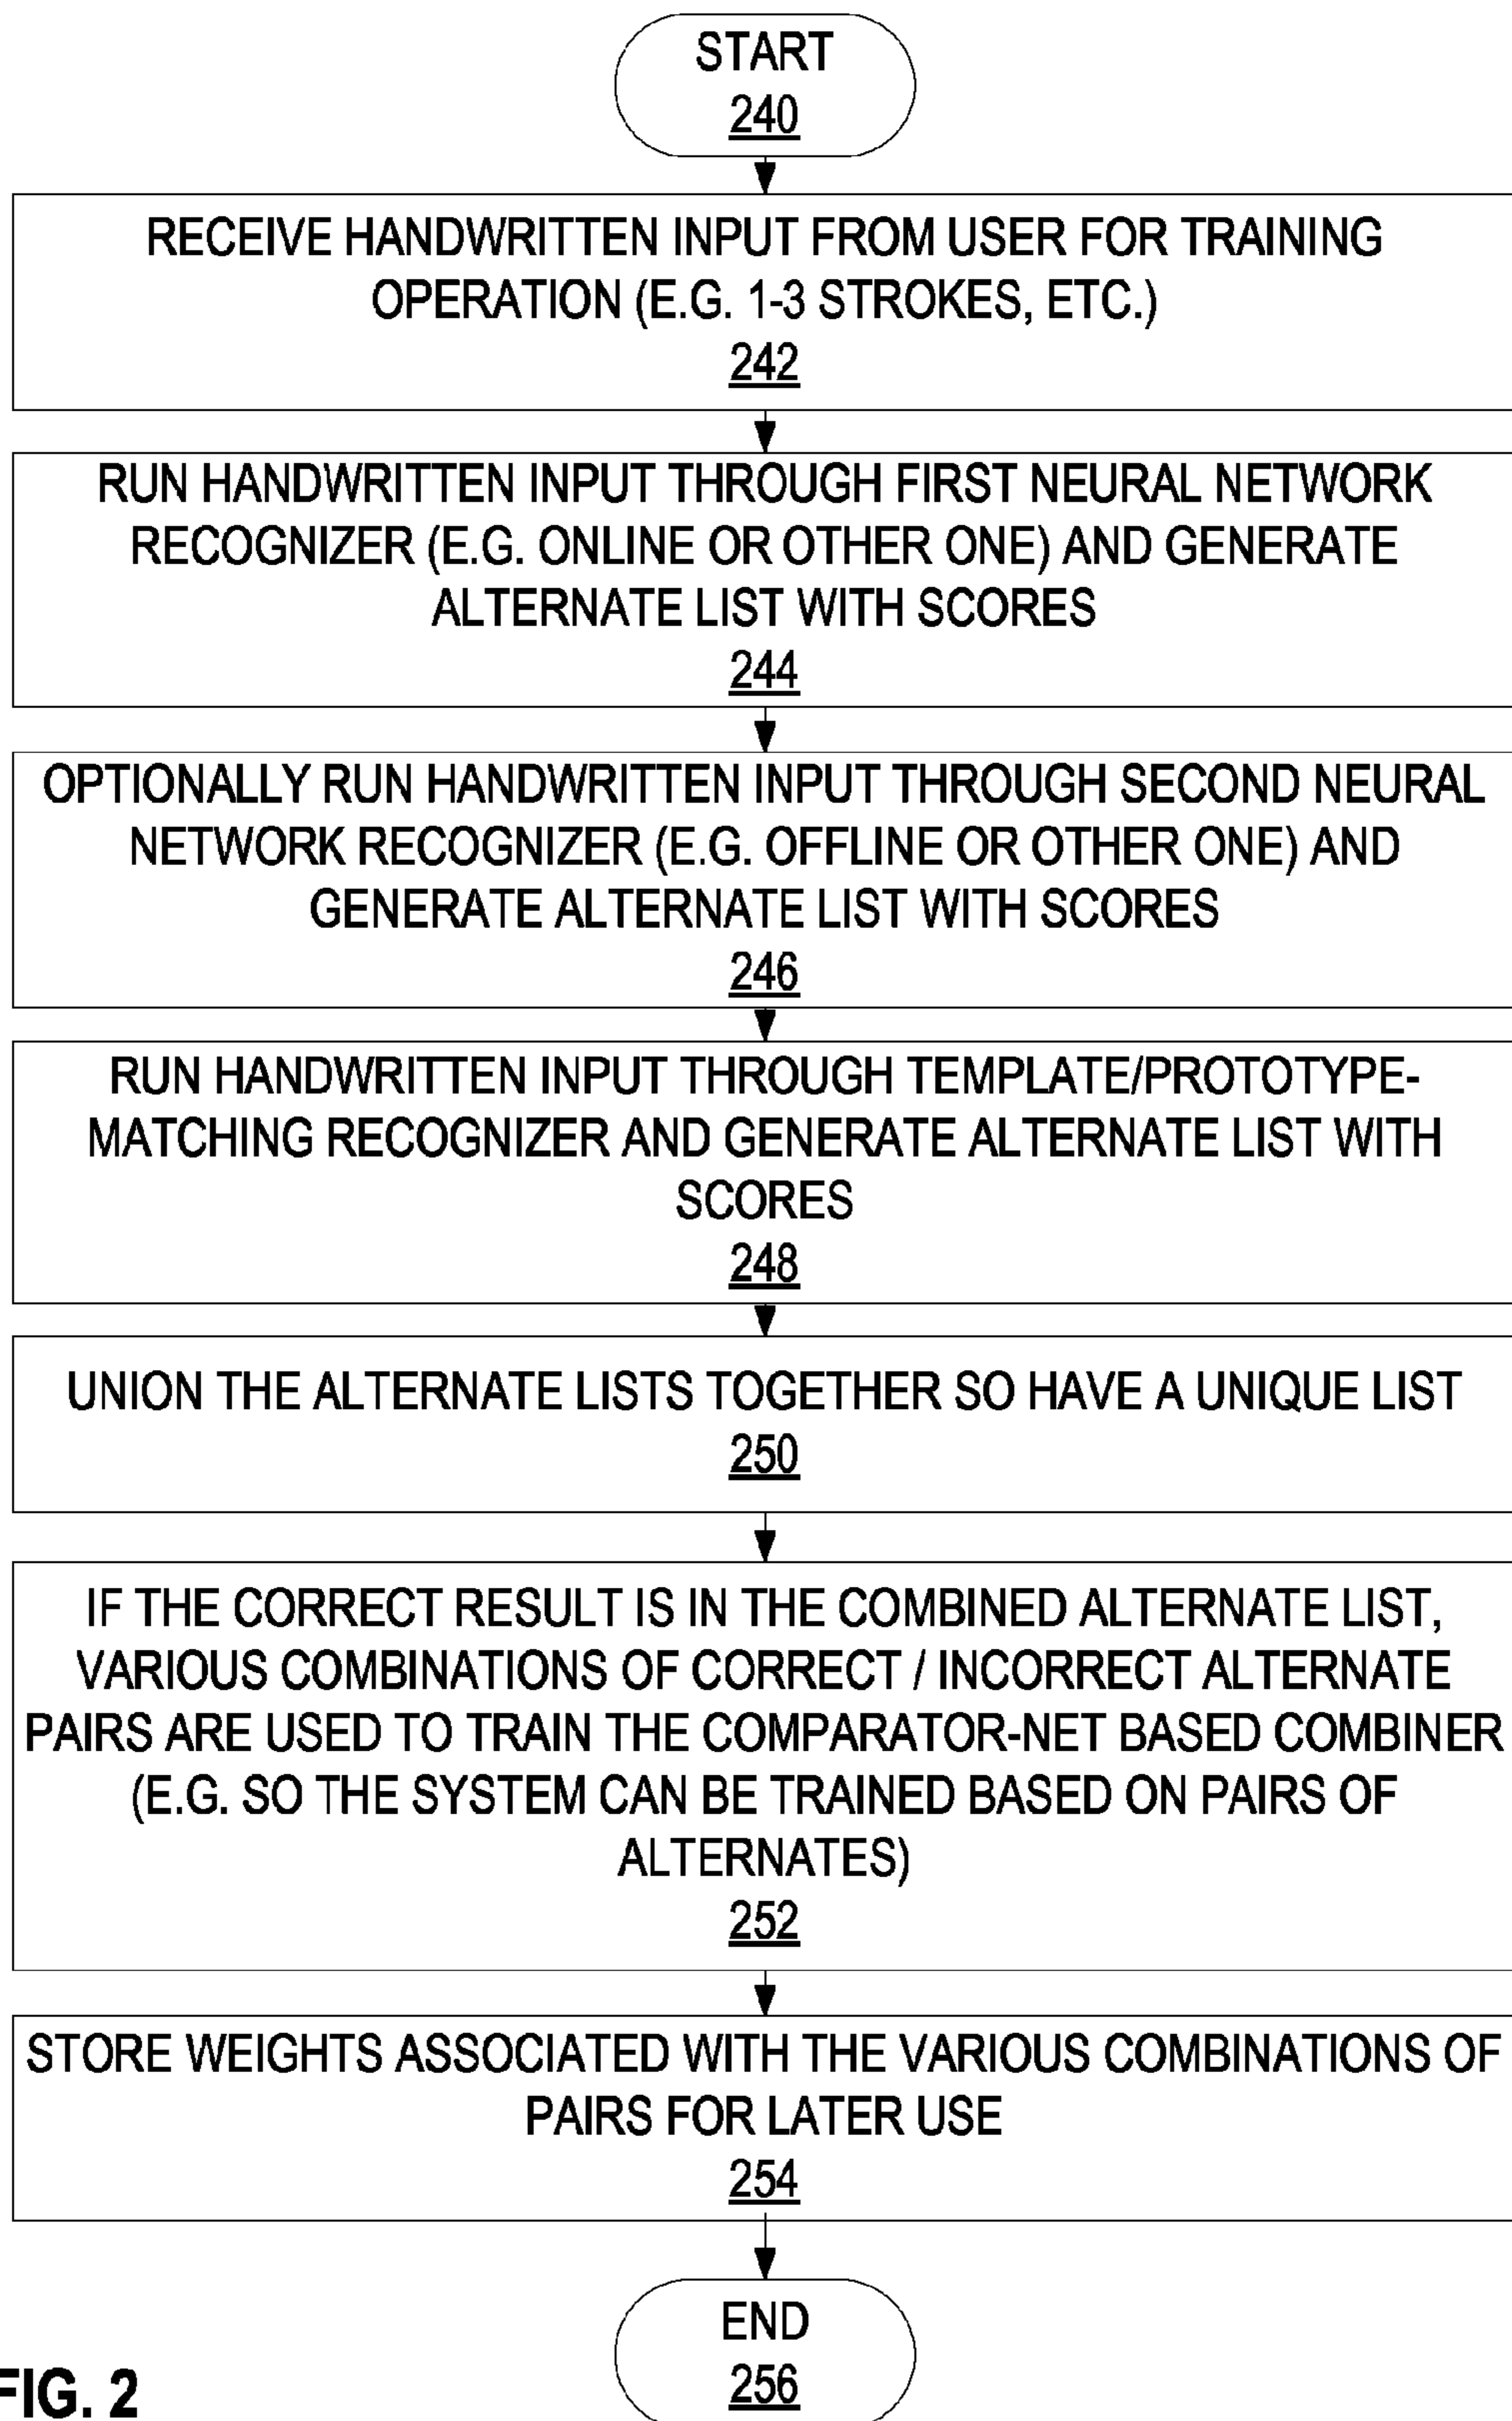 START
240
RECEIVE HANDWRITTEN INPUT FROM USER FOR TRAINING
OPERATION (E.G. 1-3 STROKES, ETC.)
242
RUN HANDWRITTEN INPUT THROUGH FIRST NEURAL NETWORK
RECOGNIZER (E.G. ONLINE OR OTHER ONE) AND GENERATE
ALTERNATE LIST WITH SCORES
244
OPTIONALLY RUN HANDWRITTEN INPUT THROUGH SECOND NEURAL
NETWORK RECOGNIZER (E.G. OFFLINE OR OTHER ONE) AND
GENERATE ALTERNATE LIST WITH SCORES
246
RUN HANDWRITTEN INPUT THROUGH TEMPLATE/PROTOTYPE-
MATCHING RECOGNIZER AND GENERATE ALTERNATE LIST WITH
SCORES
248
UNION THE ALTERNATE LISTS TOGETHER SO HAVE A UNIQUE LIST
250
IF THE CORRECT RESULT IS IN THE COMBINED ALTERNATE LIST,
VARIOUS COMBINATIONS OF CORRECT / INCORRECT ALTERNATE
PAIRS ARE USED TO TRAIN THE COMPARATOR-NET BASED COMBINER
(E.G. SO THE SYSTEM CAN BE TRAINED BASED ON PAIRS OF
ALTERNATES)
252
STORE WEIGHTS ASSOCIATED WITH THE VARIOUS COMBINATIONS OF
PAIRS FOR LATER USE
254
END
256
FIG. 2